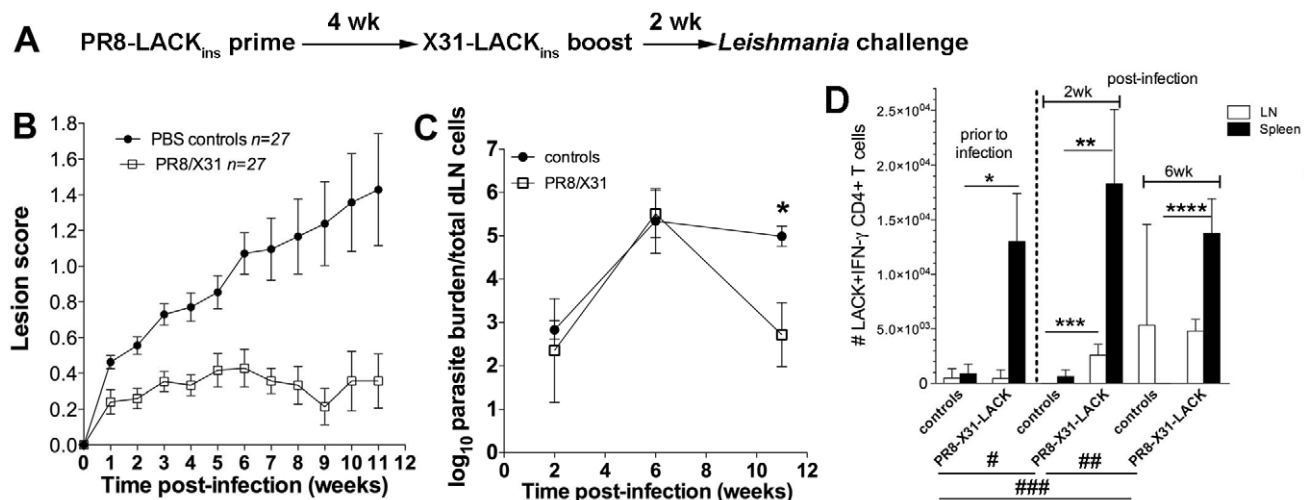 A
PR8-LACKins prime
4 wk
X31-LACKins boost
2 wk
Leishmania challenge
B
PBS controls n=27
PR8/X31 n=27
Lesion score
1.8
1.6
1.4
1.2
1.0
0.8
0.6
0.4
0.2
0.0
0 1 2 3 4 5 6 7 8 9 10 11 12
Time post-infection (weeks)
C
controls
PR8/X31
log10 parasite burden/total dLN cells
7
6
5
4
3
2
1
0
*
0 2 4 6 8 10 12
Time post-infection (weeks)
D
post-infection
LN
Spleen
# LACK+IFN-γ CD4+ T cells
2.5×10^04
2.0×10^04
1.5×10^04
1.0×10^04
5.0×10^03
0
prior to
infection
2wk
6wk
*
**
***
****
controls
PR8-X31-LACK
controls
PR8-X31-LACK
controls
PR8-X31-LACK
#
##
###